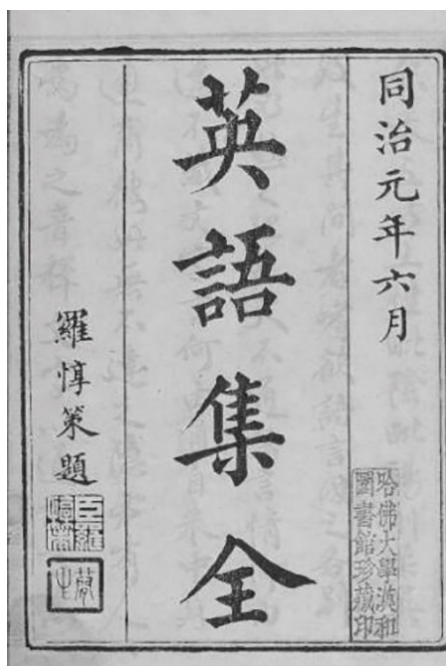 同治元年六月
英語集全
羅惇䇿題
哈佛大學漢和
圖書館珍藏印